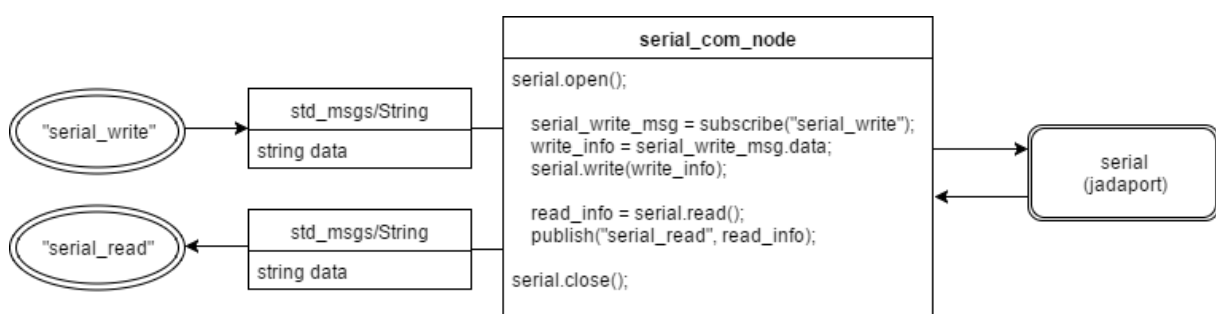 "serial_write"
std_msgs/String
string data
"serial_read"
std_msgs/String
string data
serial_com_node
serial.open();
serial_write_msg = subscribe("serial_write");
write_info = serial_write_msg.data;
serial.write(write_info);
read_info = serial.read();
publish("serial_read", read_info);
serial.close();
serial
(jadaport)